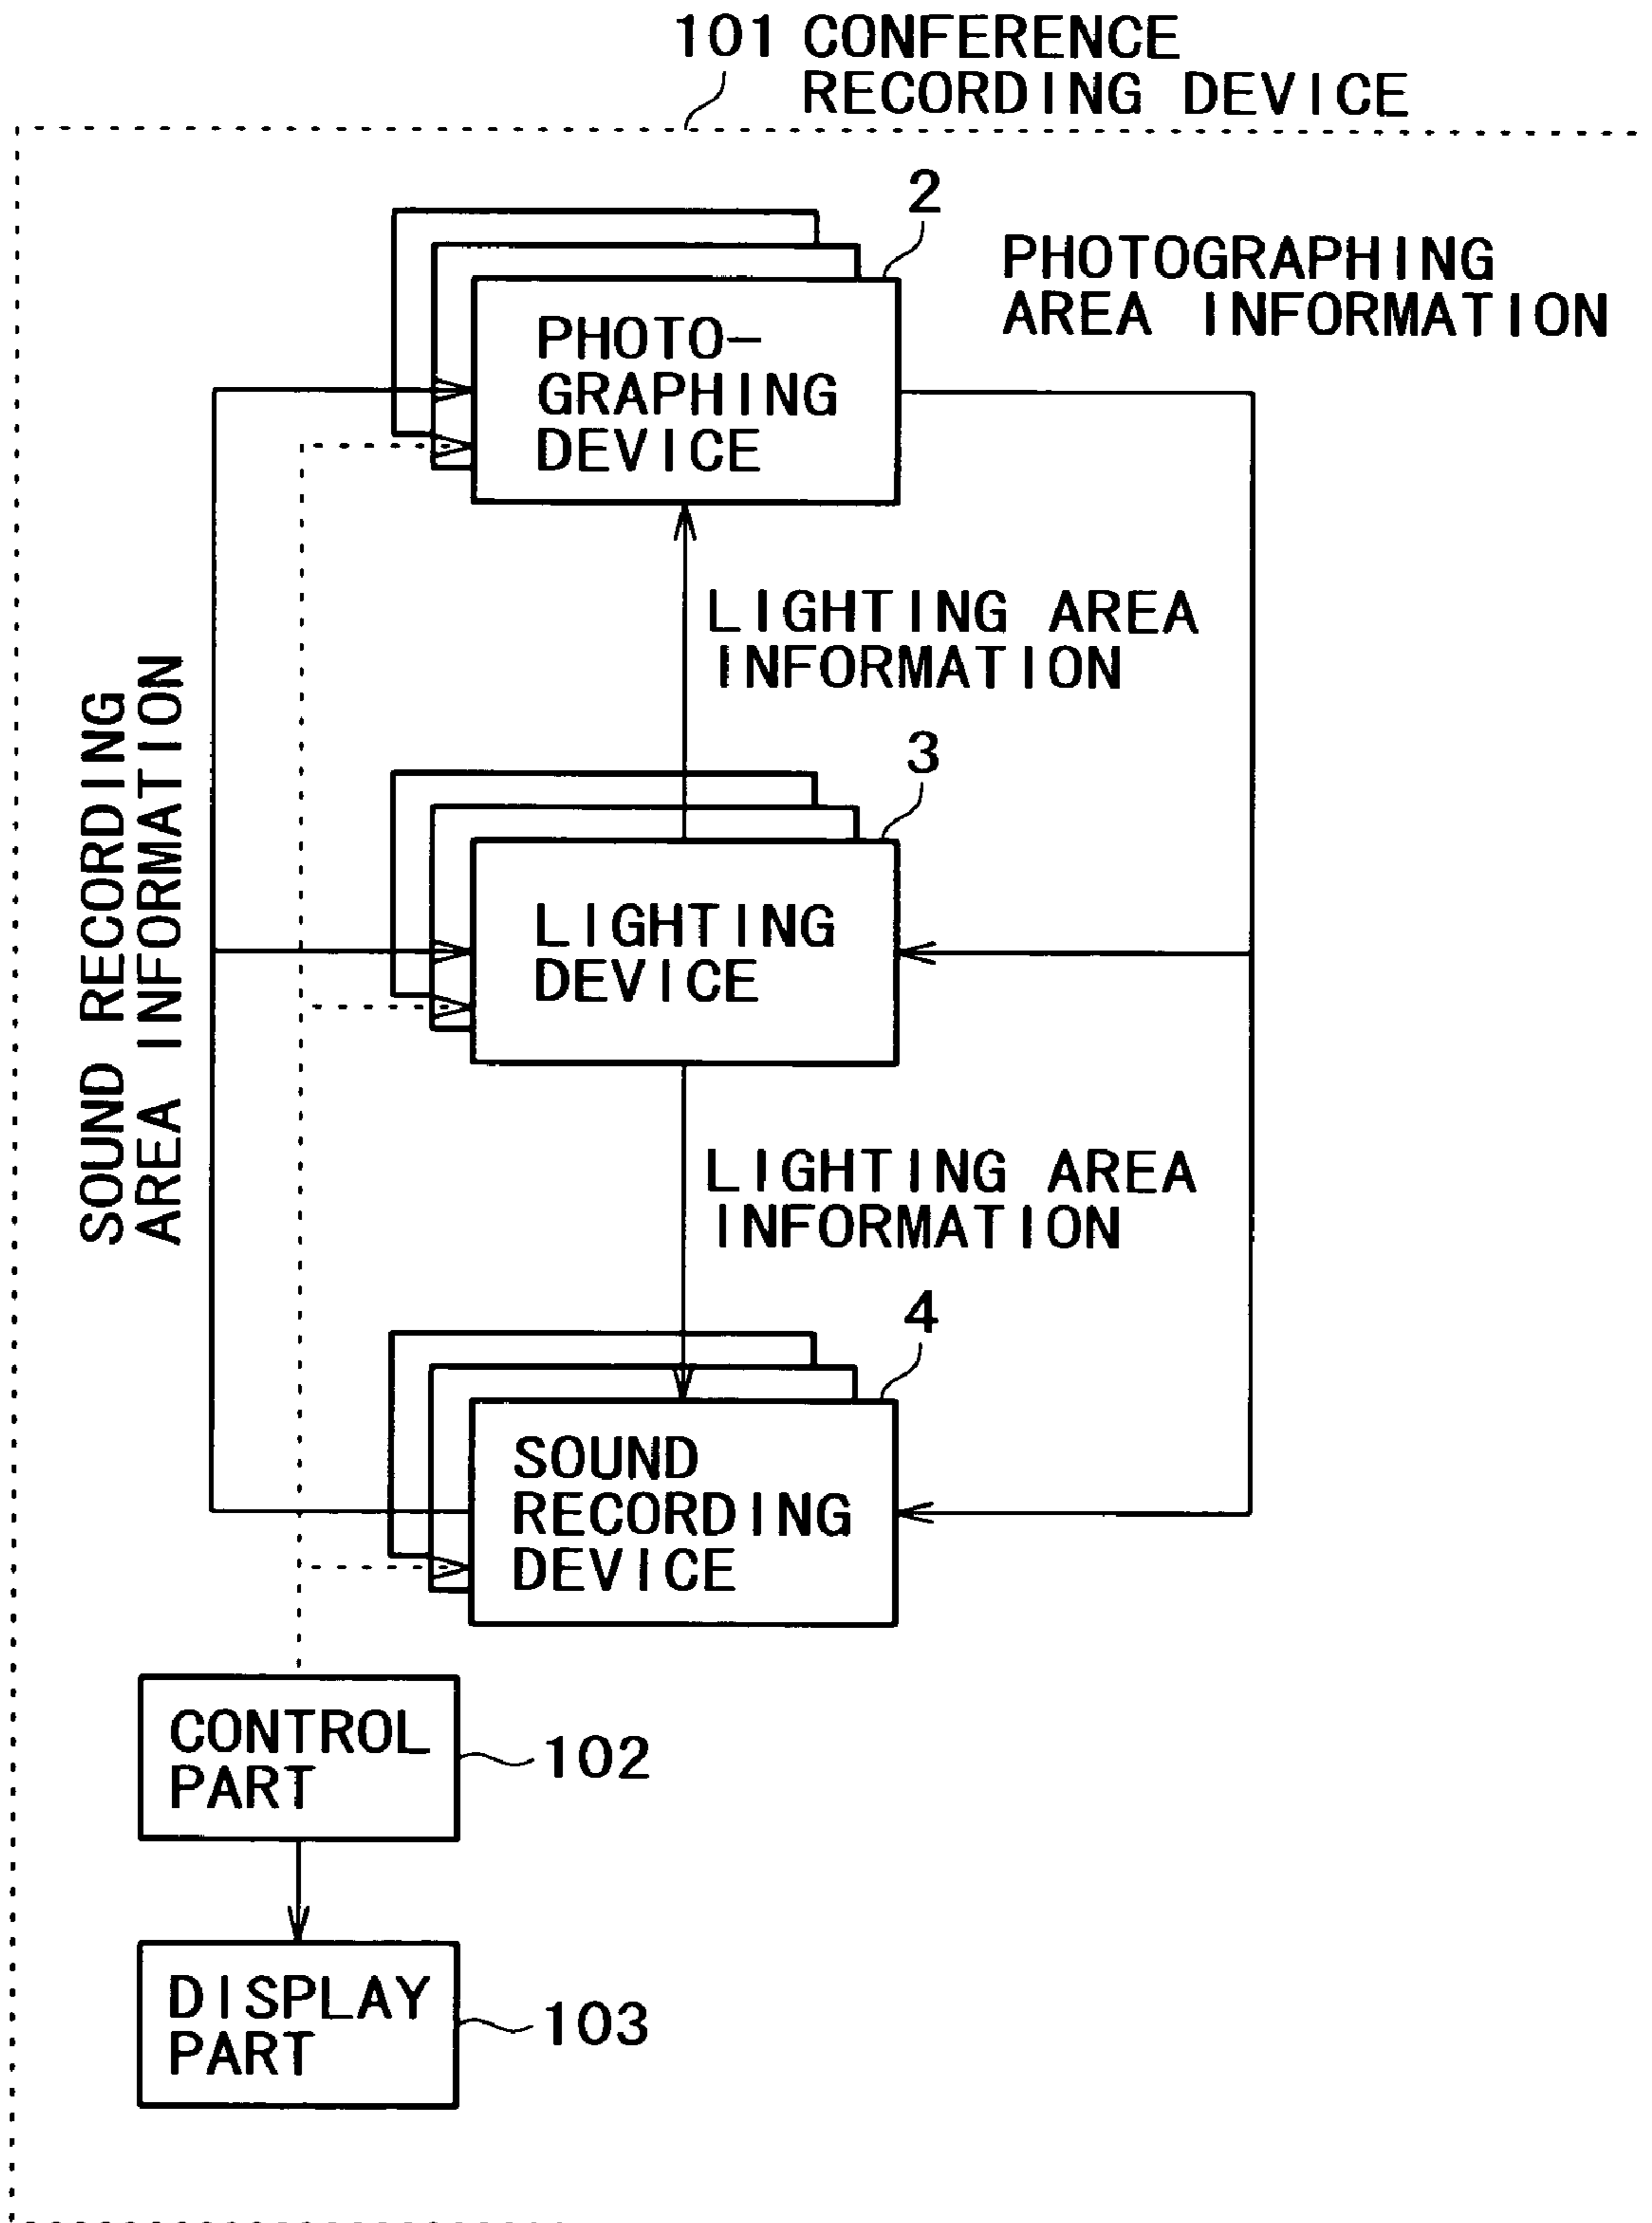 101 CONFERENCE
RECORDING DEVICE
2
PHOTOGRAPHING
AREA INFORMATION
PHOTO-
GRAPHING
DEVICE
LIGHTING AREA
INFORMATION
SOUND RECORDING
AREA INFORMATION
3
LIGHTING
DEVICE
LIGHTING AREA
INFORMATION
4
SOUND
RECORDING
DEVICE
CONTROL
PART
102
DISPLAY
PART
103